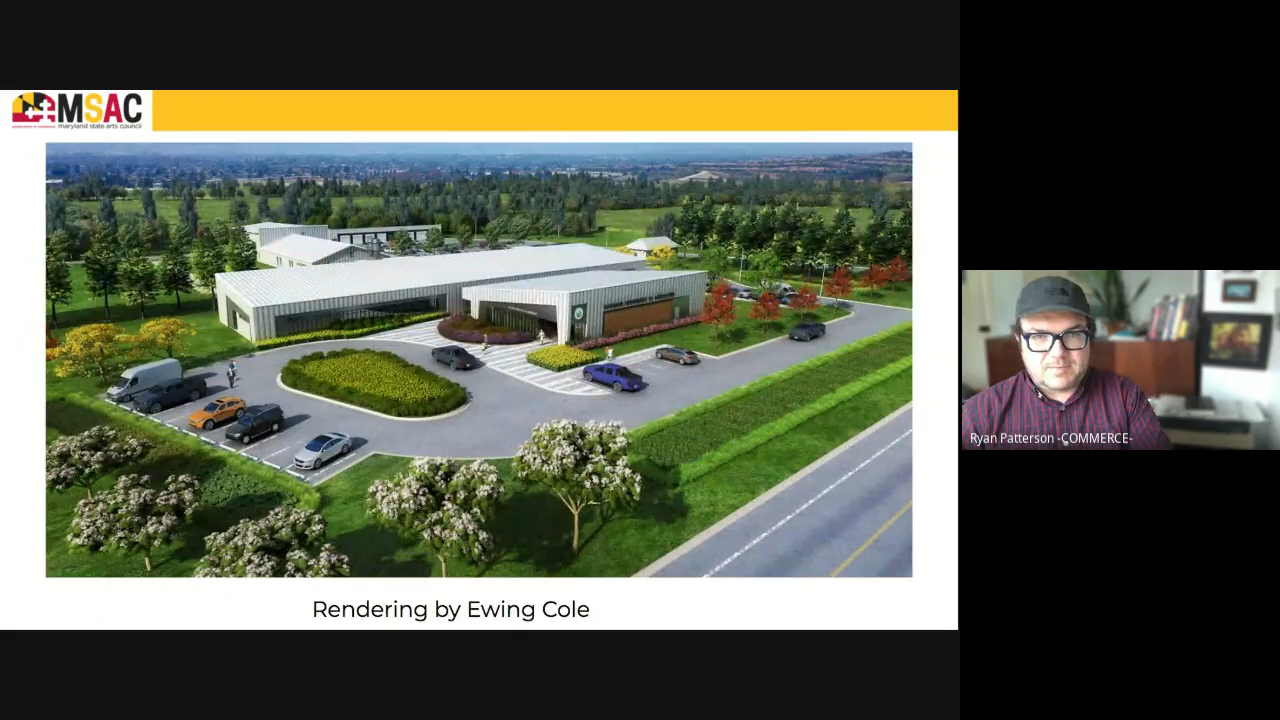 MSAC
maryland state arts council
Rendering by Ewing Cole
Ryan Patterson -COMMERCE-